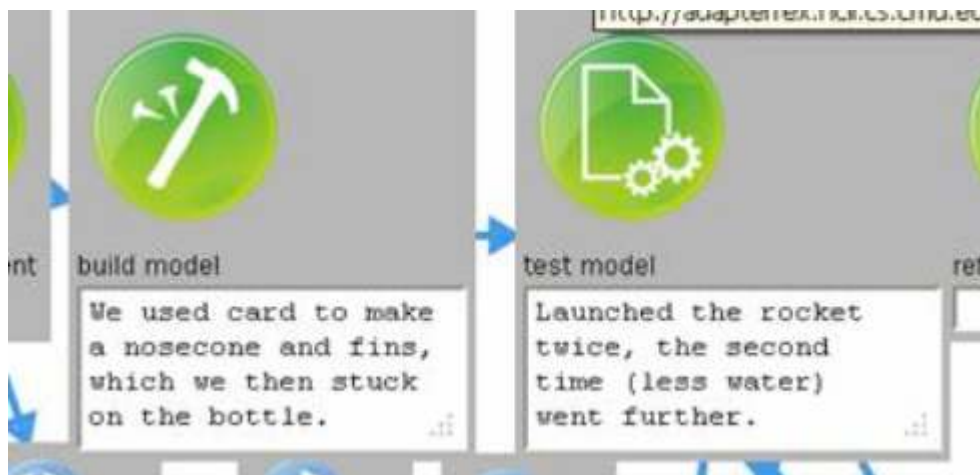 build model
We used card to make
a nosecone and fins,
which we then stuck
on the bottle.
test model
Launched the rocket
twice, the second
time (less water)
went further.